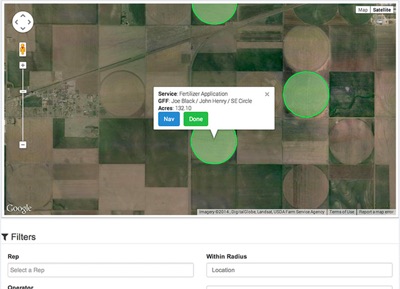 Map Satellite
Service: Fertilizer Application ×
GFF: Joe Black / John Henry / SE Circle
Acres: 132.10
Nav Done
Google
Imagery ©2014, DigitalGlobe, Landsat, USDA Farm Service Agency Terms of Use Report a map error
Filters
Rep Within Radius
Select a Rep Location
Operator